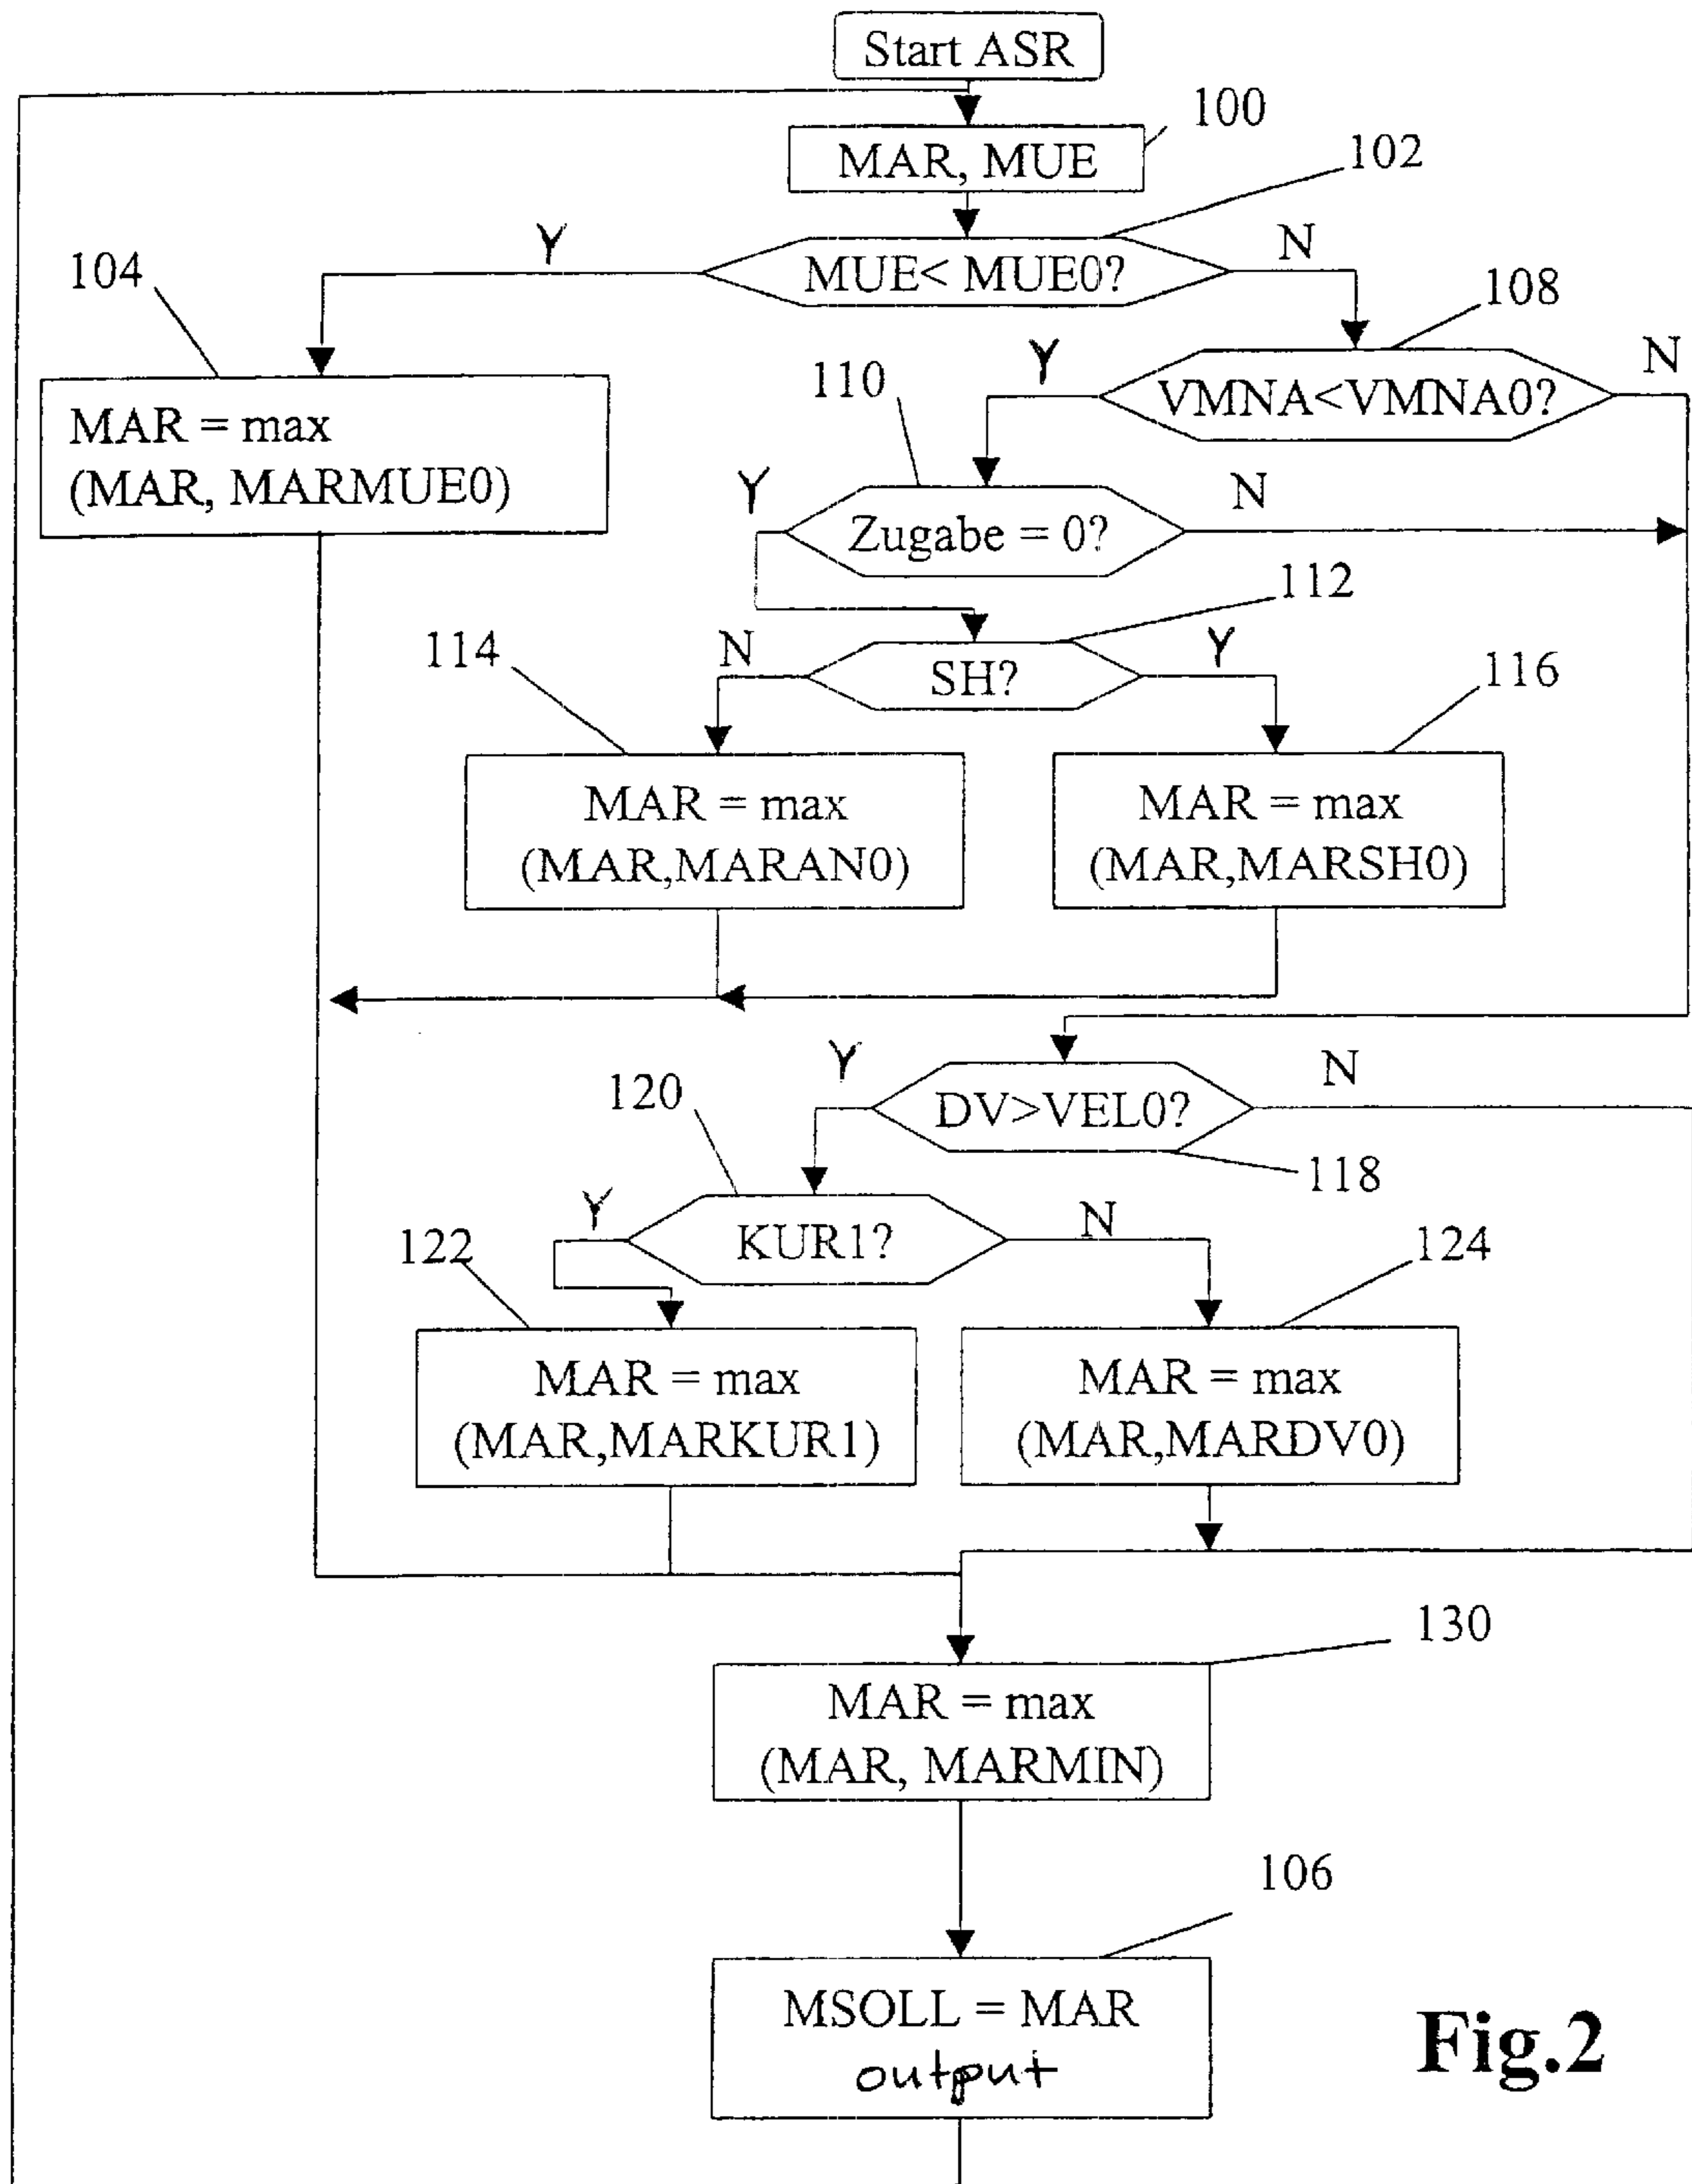 Start ASR
100
MAR, MUE
102
Y
MUE< MUE0?
N
104
108
MAR = max
(MAR, MARMUE0)
Y
VMNA<VMNA0?
N
110
Y
Zugabe = 0?
N
112
114
N
SH?
Y
116
MAR = max
(MAR,MARAN0)
MAR = max
(MAR,MARSH0)
Y
DV>VEL0?
N
118
120
Y
KUR1?
N
122
124
MAR = max
(MAR,MARKUR1)
MAR = max
(MAR,MARDV0)
130
MAR = max
(MAR, MARMIN)
106
MSOLL = MAR
output
Fig.2